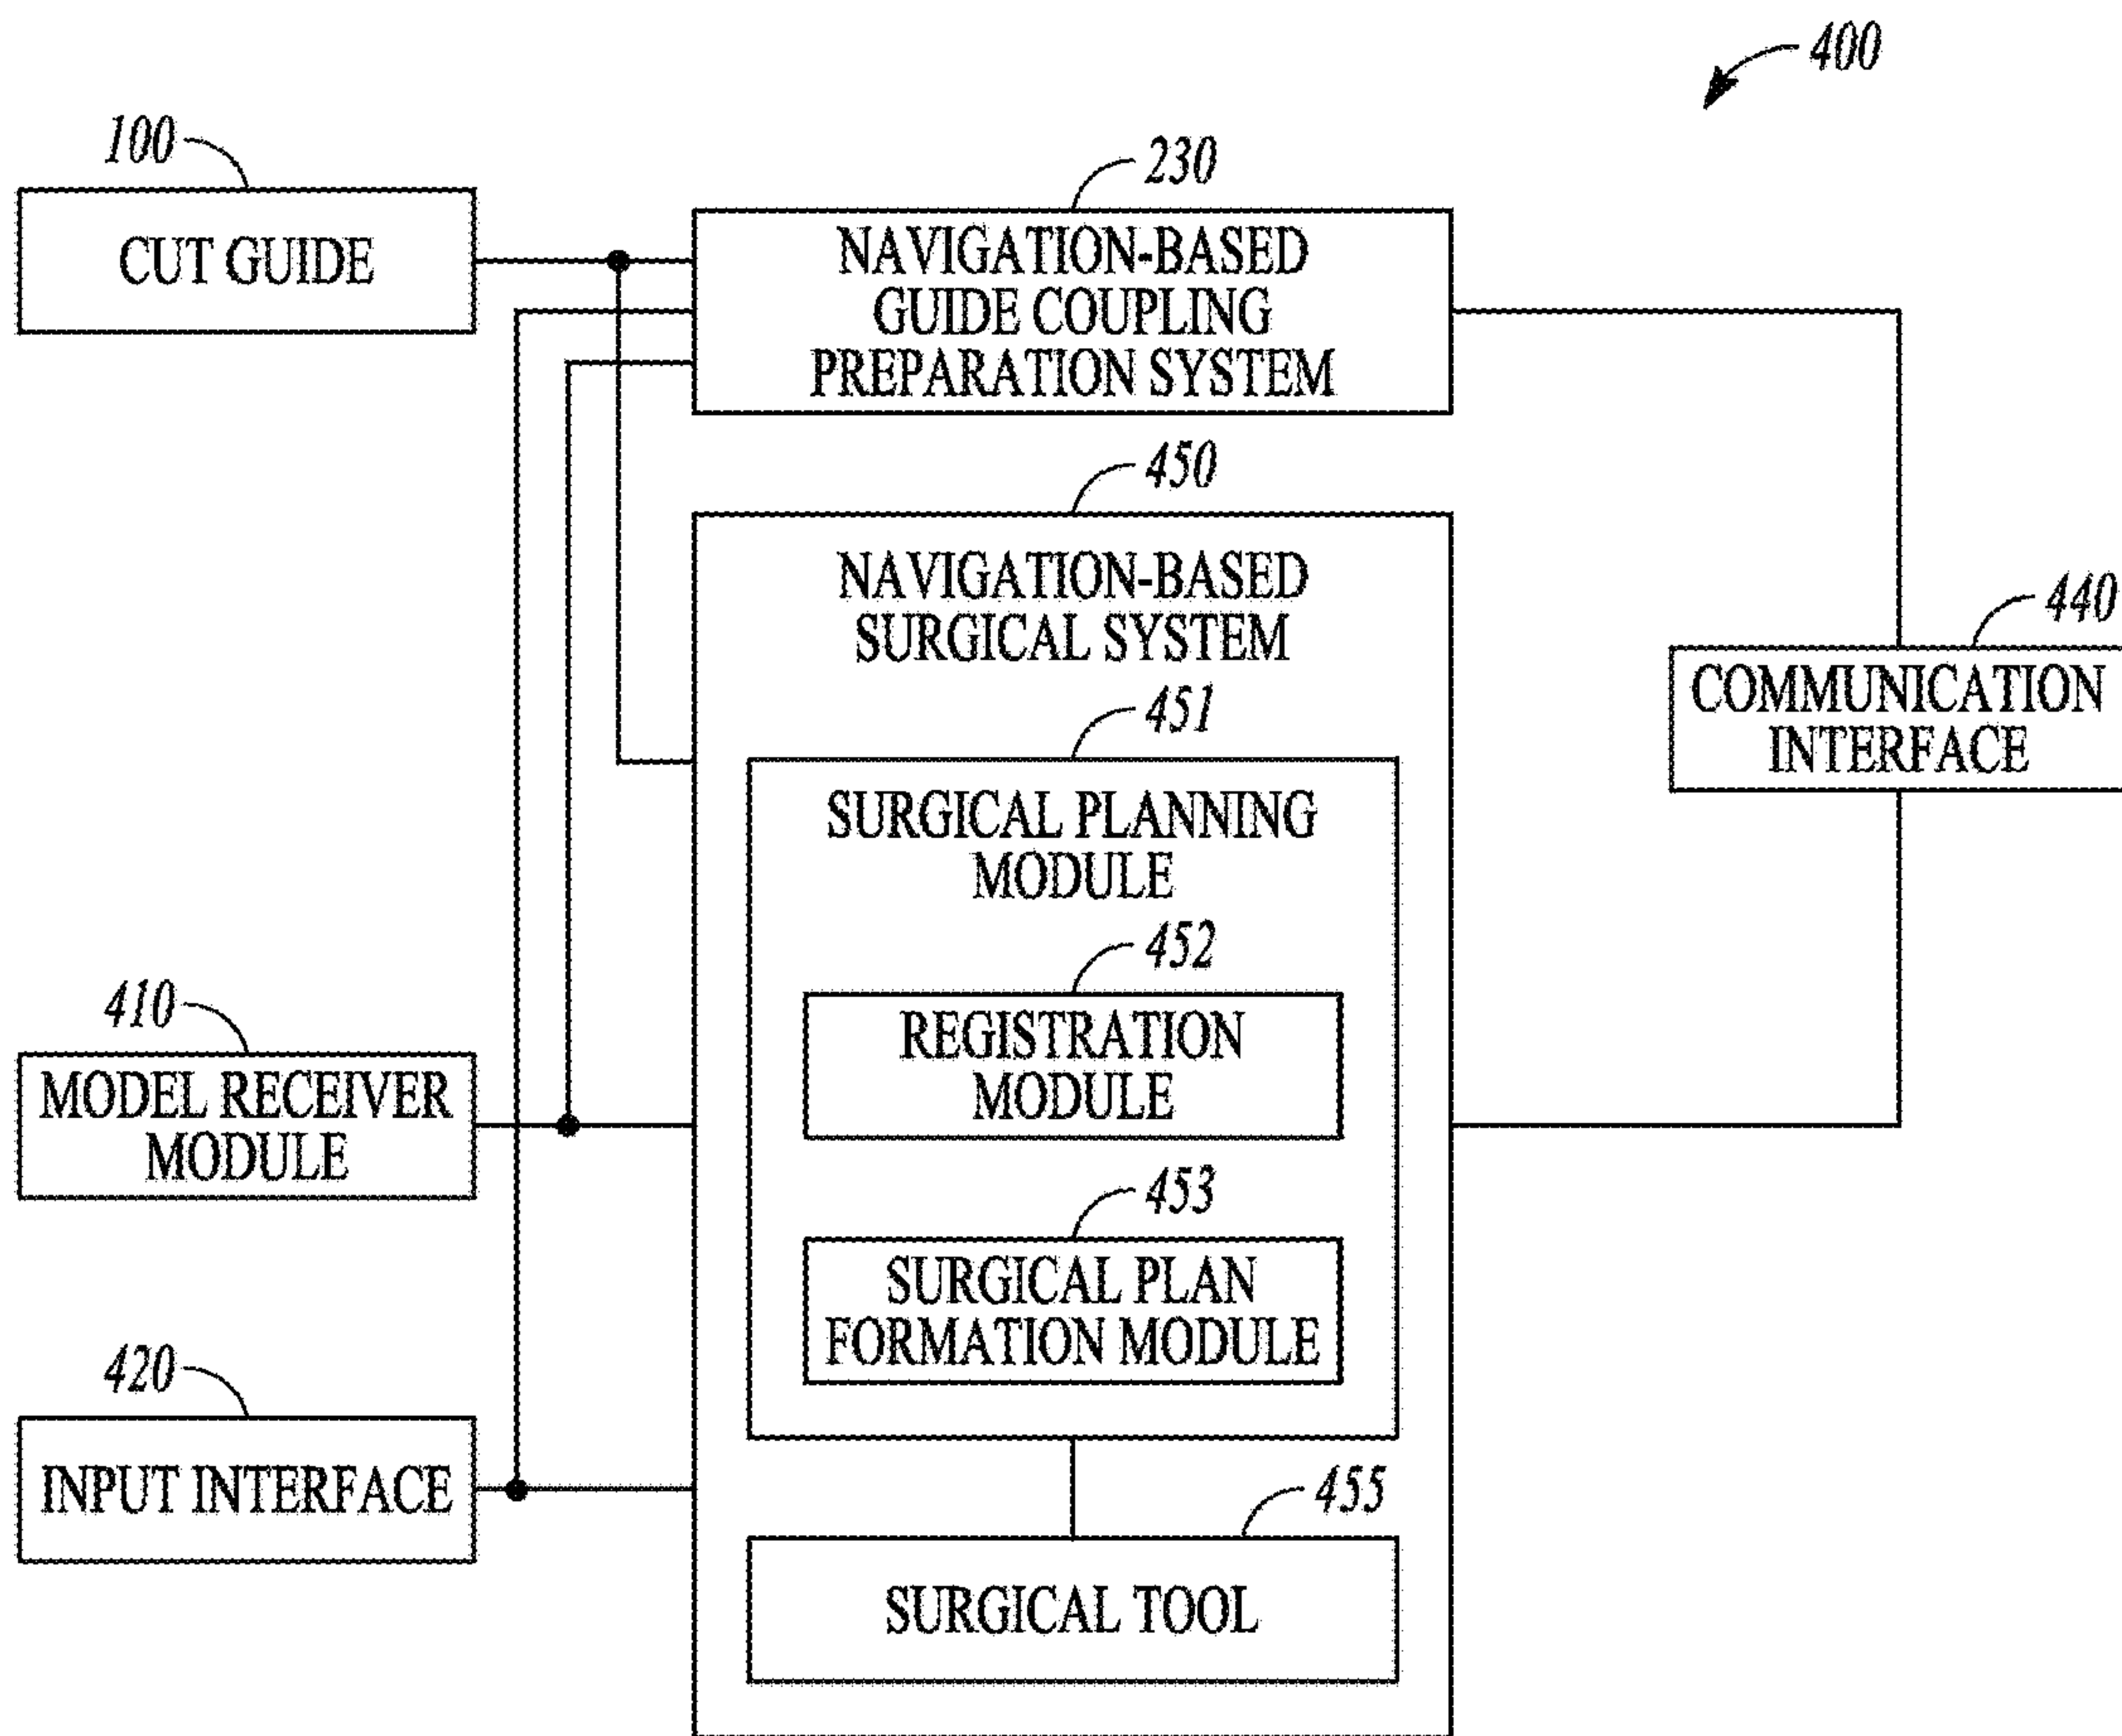 400
100
CUT GUIDE
230
NAVIGATION-BASED
GUIDE COUPLING
PREPARATION SYSTEM
450
NAVIGATION-BASED
SURGICAL SYSTEM
440
COMMUNICATION
INTERFACE
451
SURGICAL PLANNING
MODULE
452
REGISTRATION
MODULE
410
MODEL RECEIVER
MODULE
453
SURGICAL PLAN
FORMATION MODULE
420
INPUT INTERFACE
455
SURGICAL TOOL